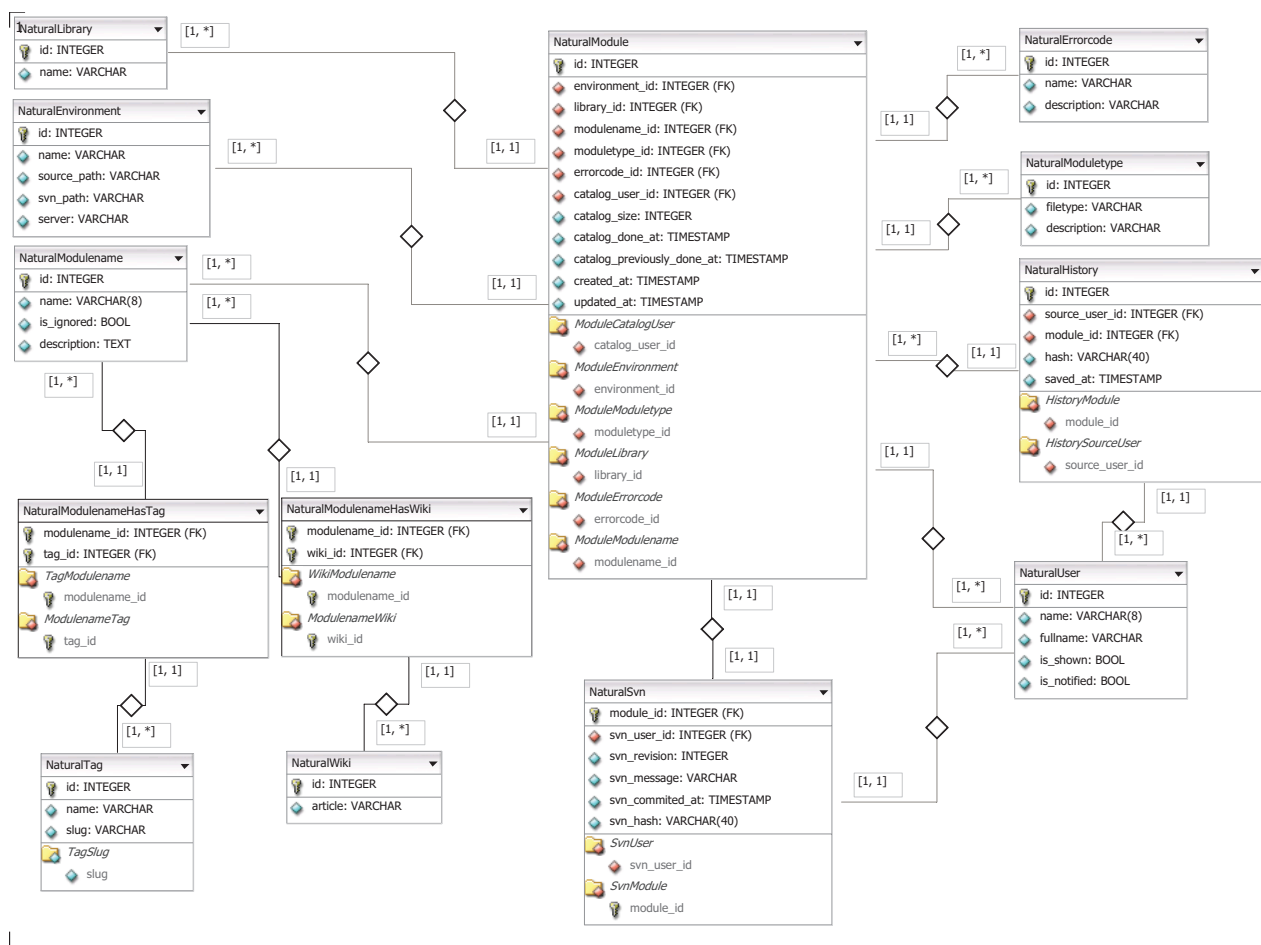 1
NaturalLibrary
id: INTEGER
name: VARCHAR
[1, *]
[1, 1]
NaturalEnvironment
id: INTEGER
name: VARCHAR
source_path: VARCHAR
svn_path: VARCHAR
server: VARCHAR
[1, *]
[1, 1]
NaturalModulename
id: INTEGER
name: VARCHAR(8)
is_ignored: BOOL
description: TEXT
[1, *]
[1, *]
[1, 1]
[1, *]
[1, 1]
[1, 1]
NaturalModulenameHasTag
modulename_id: INTEGER (FK)
tag_id: INTEGER (FK)
TagModulename
modulename_id
ModulenameTag
tag_id
[1, 1]
[1, *]
NaturalTag
id: INTEGER
name: VARCHAR
slug: VARCHAR
TagSlug
slug
NaturalModulenameHasWiki
modulename_id: INTEGER (FK)
wiki_id: INTEGER (FK)
WikiModulename
modulename_id
ModulenameWiki
wiki_id
[1, 1]
[1, *]
NaturalWiki
id: INTEGER
article: VARCHAR
NaturalModule
id: INTEGER
environment_id: INTEGER (FK)
library_id: INTEGER (FK)
modulename_id: INTEGER (FK)
moduletype_id: INTEGER (FK)
errorcode_id: INTEGER (FK)
catalog_user_id: INTEGER (FK)
catalog_size: INTEGER
catalog_done_at: TIMESTAMP
catalog_previously_done_at: TIMESTAMP
created_at: TIMESTAMP
updated_at: TIMESTAMP
ModuleCatalogUser
catalog_user_id
ModuleEnvironment
environment_id
ModuleModuletype
moduletype_id
ModuleLibrary
library_id
ModuleErrorcode
errorcode_id
ModuleModulename
modulename_id
[1, 1]
[1, 1]
NaturalSvn
module_id: INTEGER (FK)
svn_user_id: INTEGER (FK)
svn_revision: INTEGER
svn_message: VARCHAR
svn_commited_at: TIMESTAMP
svn_hash: VARCHAR(40)
SvnUser
svn_user_id
SvnModule
module_id
[1, *]
[1, 1]
NaturalErrorcode
id: INTEGER
name: VARCHAR
description: VARCHAR
[1, *]
[1, 1]
NaturalModuletype
id: INTEGER
filetype: VARCHAR
description: VARCHAR
[1, *]
[1, 1]
NaturalHistory
id: INTEGER
source_user_id: INTEGER (FK)
module_id: INTEGER (FK)
hash: VARCHAR(40)
saved_at: TIMESTAMP
HistoryModule
module_id
HistorySourceUser
source_user_id
[1, 1]
[1, *]
[1, 1]
[1, *]
[1, *]
[1, 1]
NaturalUser
id: INTEGER
name: VARCHAR(8)
fullname: VARCHAR
is_shown: BOOL
is_notified: BOOL